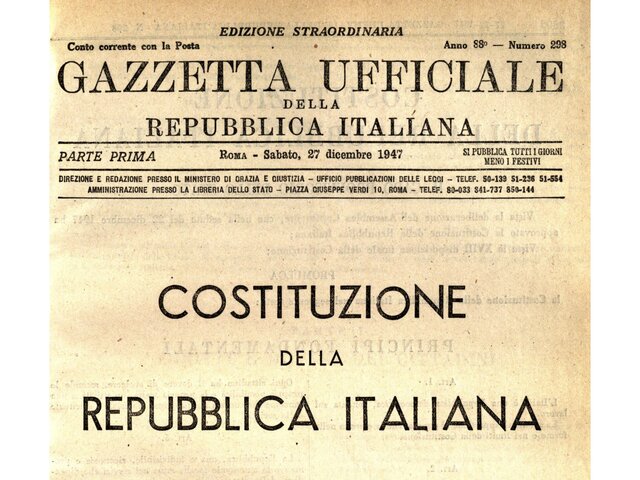 EDIZIONE STRAORDINARIA
Conto corrente con la Posta Anno 88º — Numero 298
GAZZETTA UFFICIALE
DELLA
REPUBBLICA ITALIANA
PARTE PRIMA Roma - Sabato, 27 dicembre 1947 SI PUBBLICA TUTTI I GIORNI
MENO I FESTIVI
DIREZIONE E REDAZIONE PRESSO IL MINISTERO DI GRAZIA E GIUSTIZIA - UFFICIO PUBBLICAZIONI DELLE LEGGI - TELEF. 50-139 51-236 51-554
AMMINISTRAZIONE PRESSO LA LIBRERIA DELLO STATO - PIAZZA GIUSEPPE VERDI 10, ROMA - TELEF. 80-033 841-737 850-144
COSTITUZIONE
DELLA
REPUBBLICA ITALIANA